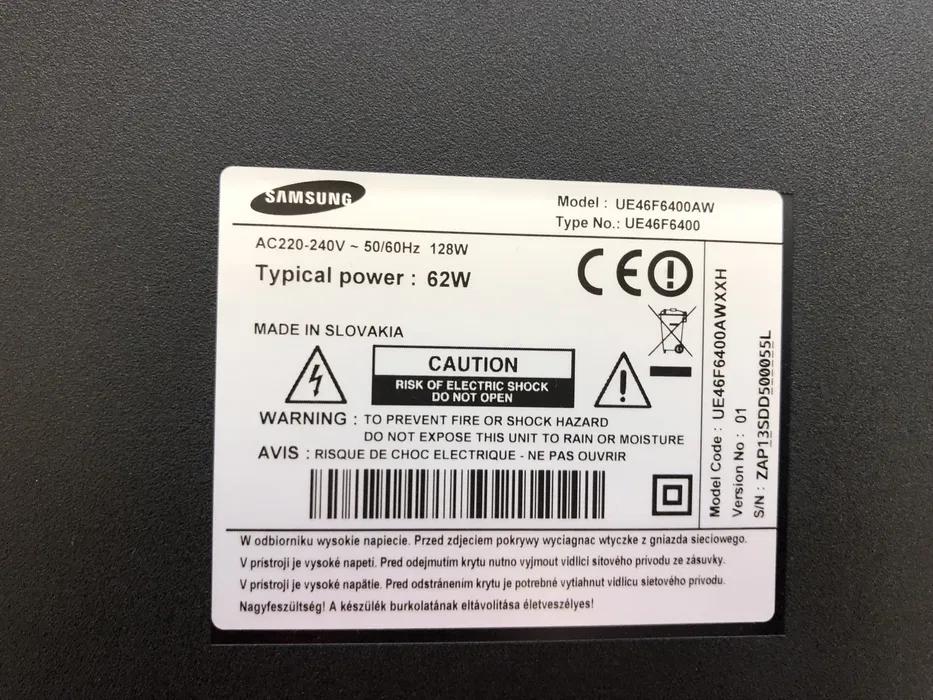 SAMSUNG
Model : UE46F6400AW
Type No.: UE46F6400
AC220-240V ~ 50/60Hz 128W
Typical power : 62W
MADE IN SLOVAKIA
CAUTION
RISK OF ELECTRIC SHOCK
DO NOT OPEN
WARNING : TO PREVENT FIRE OR SHOCK HAZARD
DO NOT EXPOSE THIS UNIT TO RAIN OR MOISTURE
AVIS : RISQUE DE CHOC ELECTRIQUE - NE PAS OUVRIR
Model Code : UE46F6400AWXXH
Version No : 01
S/N : ZAP13SDD500055L
W odbiorniku wysokie napiecie. Przed zdjeciem pokrywy wyciagnac wtyczke z gniazda sieciowego.
V prístroji je vysoké napetí. Pred odejmutím krytu nutno vyjmout vidlici sítového prívodu ze zásuvky.
V prístroji je vysoké napätie. Pred odstránením krytu je potrebné vytiahnut vidlicu sietového prívodu.
Nagyfeszültség! A készülék burkolatának eltávolítása életveszélyes!